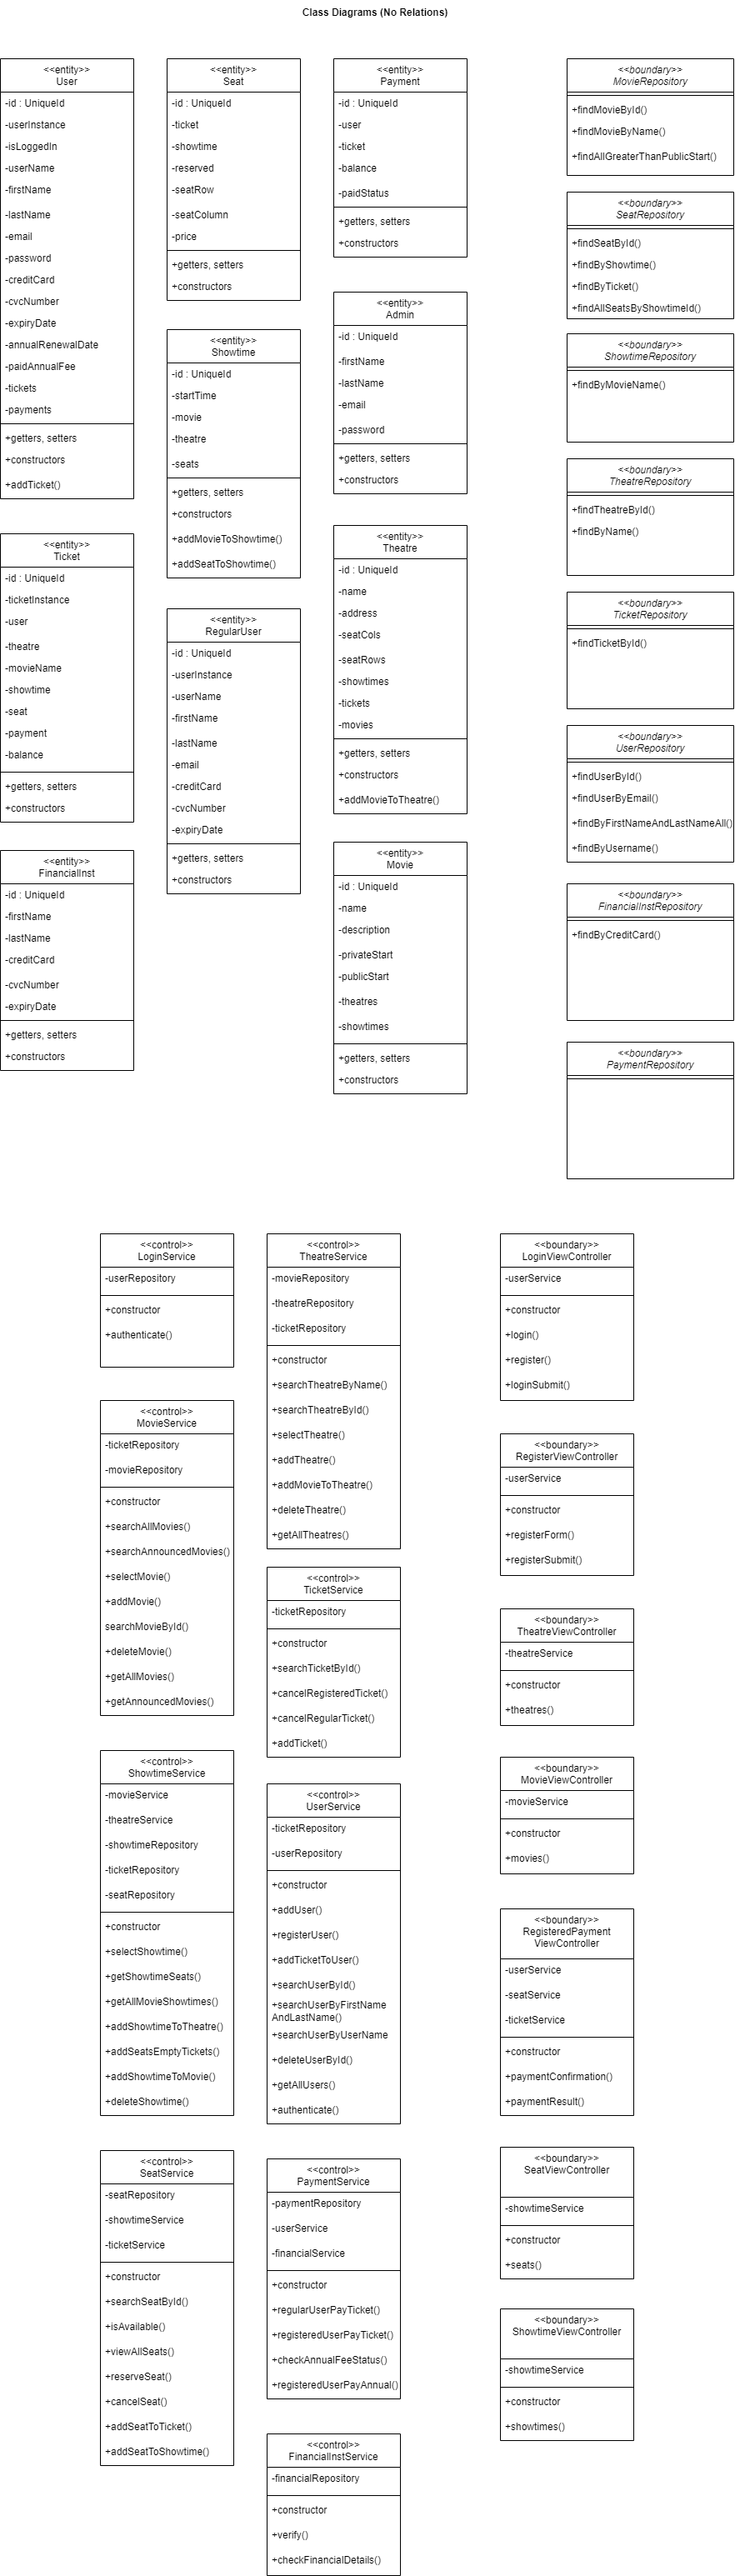 Class Diagrams (No Relations)
<<entity>>
User
-id : UniqueId
-userInstance
-isLoggedIn
-userName
-firstName
-lastName
-email
-password
-creditCard
-cvcNumber
-expiryDate
-annualRenewalDate
-paidAnnualFee
-tickets
-payments
+getters, setters
+constructors
+addTicket()
<<entity>>
Ticket
-id : UniqueId
-ticketInstance
-user
-theatre
-movieName
-showtime
-seat
-payment
-balance
+getters, setters
+constructors
<<entity>>
FinancialInst
-id : UniqueId
-firstName
-lastName
-creditCard
-cvcNumber
-expiryDate
+getters, setters
+constructors
<<entity>>
Seat
-id : UniqueId
-ticket
-showtime
-reserved
-seatRow
-seatColumn
-price
+getters, setters
+constructors
<<entity>>
Showtime
-id : UniqueId
-startTime
-movie
-theatre
-seats
+getters, setters
+constructors
+addMovieToShowtime()
+addSeatToShowtime()
<<entity>>
RegularUser
-id : UniqueId
-userInstance
-userName
-firstName
-lastName
-email
-creditCard
-cvcNumber
-expiryDate
+getters, setters
+constructors
<<entity>>
Payment
-id : UniqueId
-user
-ticket
-balance
-paidStatus
+getters, setters
+constructors
<<entity>>
Admin
-id : UniqueId
-firstName
-lastName
-email
-password
+getters, setters
+constructors
<<entity>>
Theatre
-id : UniqueId
-name
-address
-seatCols
-seatRows
-showtimes
-tickets
-movies
+getters, setters
+constructors
+addMovieToTheatre()
<<entity>>
Movie
-id : UniqueId
-name
-description
-privateStart
-publicStart
-theatres
-showtimes
+getters, setters
+constructors
<<boundary>>
MovieRepository
+findMovieById()
+findMovieByName()
+findAllGreaterThanPublicStart()
<<boundary>>
SeatRepository
+findSeatById()
+findByShowtime()
+findByTicket()
+findAllSeatsByShowtimeId()
<<boundary>>
ShowtimeRepository
+findByMovieName()
<<boundary>>
TheatreRepository
+findTheatreById()
+findByName()
<<boundary>>
TicketRepository
+findTicketById()
<<boundary>>
UserRepository
+findUserById()
+findUserByEmail()
+findByFirstNameAndLastNameAll()
+findByUsername()
<<boundary>>
FinancialInstRepository
+findByCreditCard()
<<boundary>>
PaymentRepository
<<control>>
LoginService
-userRepository
+constructor
+authenticate()
<<control>>
MovieService
-ticketRepository
-movieRepository
+constructor
+searchAllMovies()
+searchAnnouncedMovies()
+selectMovie()
+addMovie()
searchMovieById()
+deleteMovie()
+getAllMovies()
+getAnnouncedMovies()
<<control>>
ShowtimeService
-movieService
-theatreService
-showtimeRepository
-ticketRepository
-seatRepository
+constructor
+selectShowtime()
+getShowtimeSeats()
+getAllMovieShowtimes()
+addShowtimeToTheatre()
+addSeatsEmptyTickets()
+addShowtimeToMovie()
+deleteShowtime()
<<control>>
SeatService
-seatRepository
-showtimeService
-ticketService
+constructor
+searchSeatById()
+isAvailable()
+viewAllSeats()
+reserveSeat()
+cancelSeat()
+addSeatToTicket()
+addSeatToShowtime()
<<control>>
TheatreService
-movieRepository
-theatreRepository
-ticketRepository
+constructor
+searchTheatreByName()
+searchTheatreById()
+selectTheatre()
+addTheatre()
+addMovieToTheatre()
+deleteTheatre()
+getAllTheatres()
<<control>>
TicketService
-ticketRepository
+constructor
+searchTicketById()
+cancelRegisteredTicket()
+cancelRegularTicket()
+addTicket()
<<control>>
UserService
-ticketRepository
-userRepository
+constructor
+addUser()
+registerUser()
+addTicketToUser()
+searchUserById()
+searchUserByFirstName
AndLastName()
+searchUserByUserName
+deleteUserById()
+getAllUsers()
+authenticate()
<<control>>
PaymentService
-paymentRepository
-userService
-financialService
+constructor
+regularUserPayTicket()
+registeredUserPayTicket()
+checkAnnualFeeStatus()
+registeredUserPayAnnual()
<<control>>
FinancialInstService
-financialRepository
+constructor
+verify()
+checkFinancialDetails()
<<boundary>>
LoginViewController
-userService
+constructor
+login()
+register()
+loginSubmit()
<<boundary>>
RegisterViewController
-userService
+constructor
+registerForm()
+registerSubmit()
<<boundary>>
TheatreViewController
-theatreService
+constructor
+theatres()
<<boundary>>
MovieViewController
-movieService
+constructor
+movies()
<<boundary>>
RegisteredPayment
ViewController
-userService
-seatService
-ticketService
+constructor
+paymentConfirmation()
+paymentResult()
<<boundary>>
SeatViewController
-showtimeService
+constructor
+seats()
<<boundary>>
ShowtimeViewController
-showtimeService
+constructor
+showtimes()